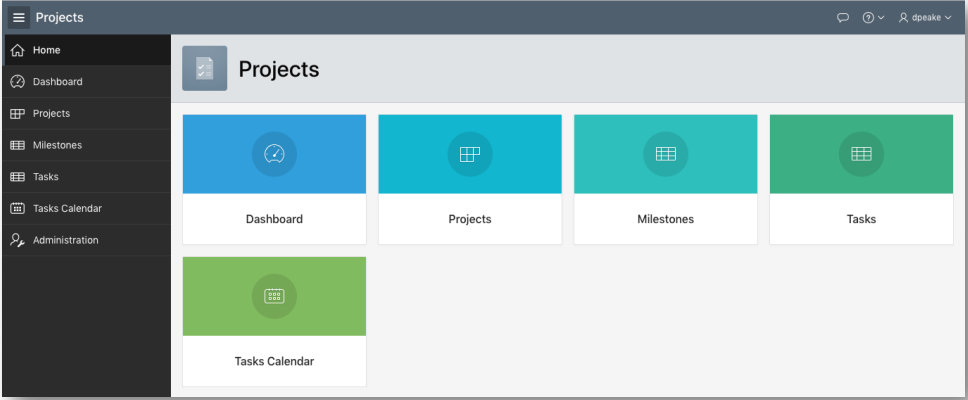 Projects
dpeake
Home
Dashboard
Projects
Milestones
Tasks
Tasks Calendar
Administration
Projects
Dashboard
Projects
Milestones
Tasks
Tasks Calendar